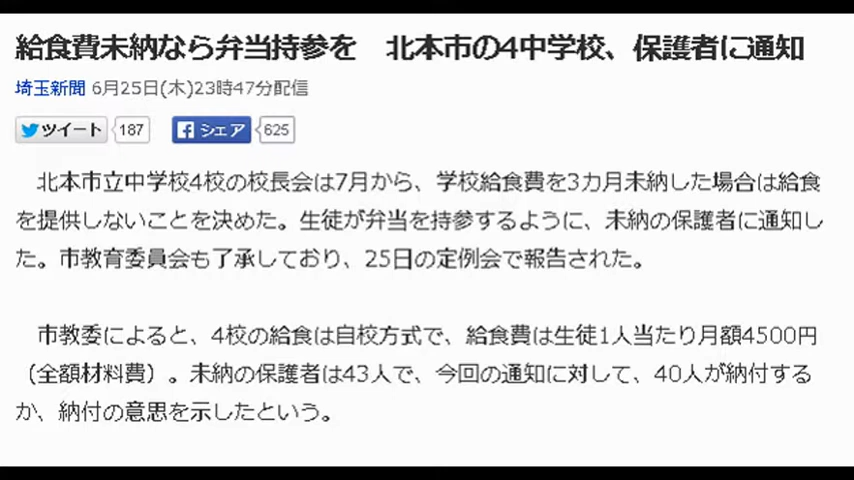 給食費未納なら弁当持参を　北本市の4中学校、保護者に通知
埼玉新聞 6月25日(木)23時47分配信
ツイート 187 シェア 625
　北本市立中学校4校の校長会は7月から、学校給食費を3カ月未納した場合は給食
を提供しないことを決めた。生徒が弁当を持参するように、未納の保護者に通知し
た。市教育委員会も了承しており、25日の定例会で報告された。
　市教委によると、4校の給食は自校方式で、給食費は生徒1人当たり月額4500円
（全額材料費）。未納の保護者は43人で、今回の通知に対して、40人が納付する
か、納付の意思を示したという。